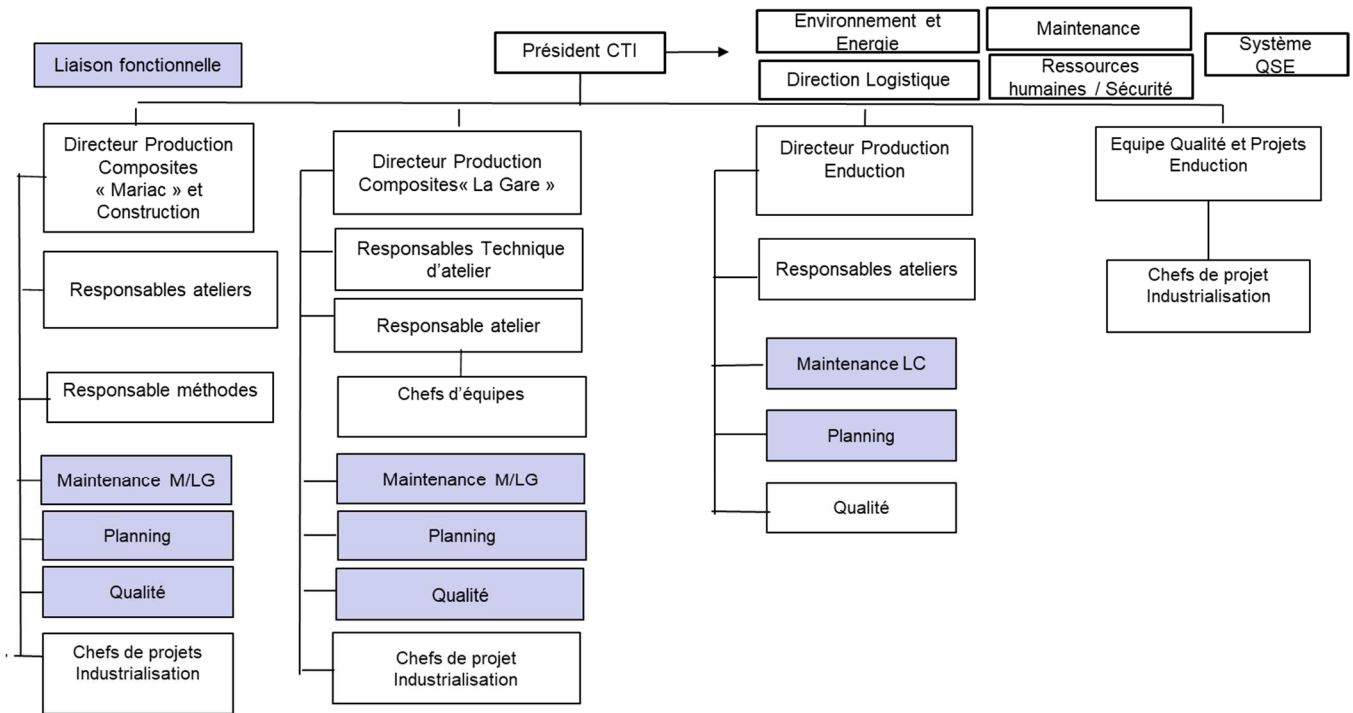 Liaison fonctionnelle
Président CTI
Environnement et
Energie
Maintenance
Système
QSE
Direction Logistique
Ressources
humaines / Sécurité
Directeur Production
Composites
« Mariac » et
Construction
Responsables ateliers
Responsable méthodes
Maintenance M/LG
Planning
Qualité
Chefs de projets
Industrialisation
Directeur Production
Composites« La Gare »
Responsables Technique
d'atelier
Responsable atelier
Chefs d'équipes
Maintenance M/LG
Planning
Qualité
Chefs de projet
Industrialisation
Directeur Production
Enduction
Responsables ateliers
Maintenance LC
Planning
Qualité
Equipe Qualité et Projets
Enduction
Chefs de projet
Industrialisation